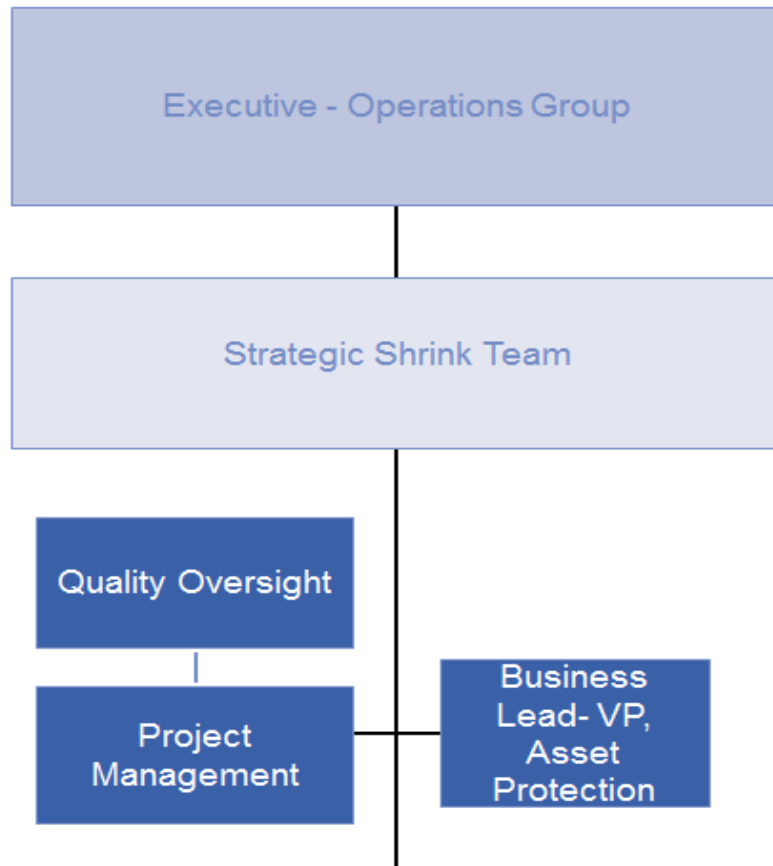 Executive - Operations Group
Strategic Shrink Team
Quality Oversight
Project
Management
Business
Lead- VP,
Asset
Protection